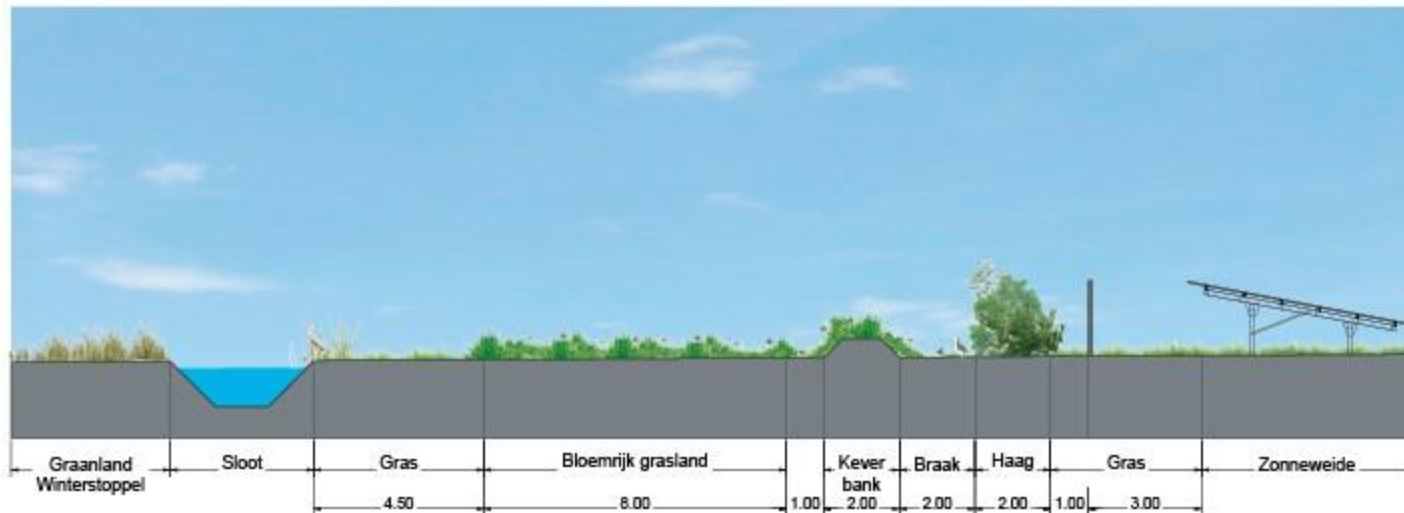 Graanland
Winterstoppel
Sloot
Gras
Bloemrijk grasland
Kever
bank
Braak
Haag
Gras
Zonneweide
4.50
8.00
1.00
2.00
2.00
2.00
1.00
3.00